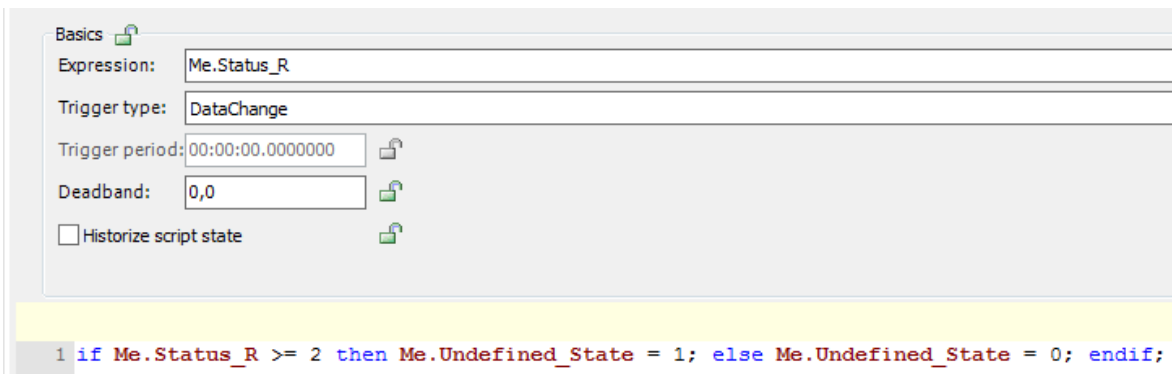 Basics
Expression: Me.Status_R
Trigger type: DataChange
Trigger period: 00:00:00.0000000
Deadband: 0,0
Historize script state
1 if Me.Status_R >= 2 then Me.Undefined_State = 1; else Me.Undefined_State = 0; endif;